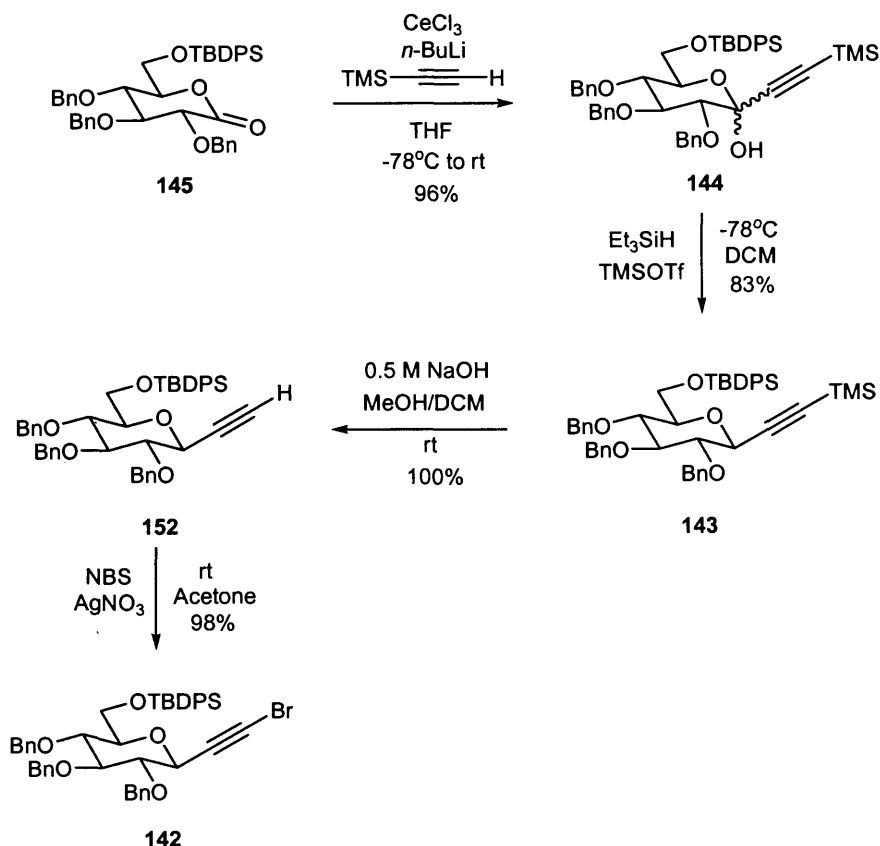 CeCl3
n-BuLi
TMS H
THF
-78°C to rt
96%
OTBDPS
BnO
BnO
O
O
OBn
145
OTBDPS
TMS
BnO
BnO
O
BnO
OH
144
Et3SiH
TMSOTf
-78°C
DCM
83%
OTBDPS
H
BnO
BnO
O
BnO
152
0.5 M NaOH
MeOH/DCM
rt
100%
OTBDPS
TMS
BnO
BnO
O
BnO
143
NBS
AgNO3
rt
Acetone
98%
OTBDPS
Br
BnO
BnO
O
BnO
142